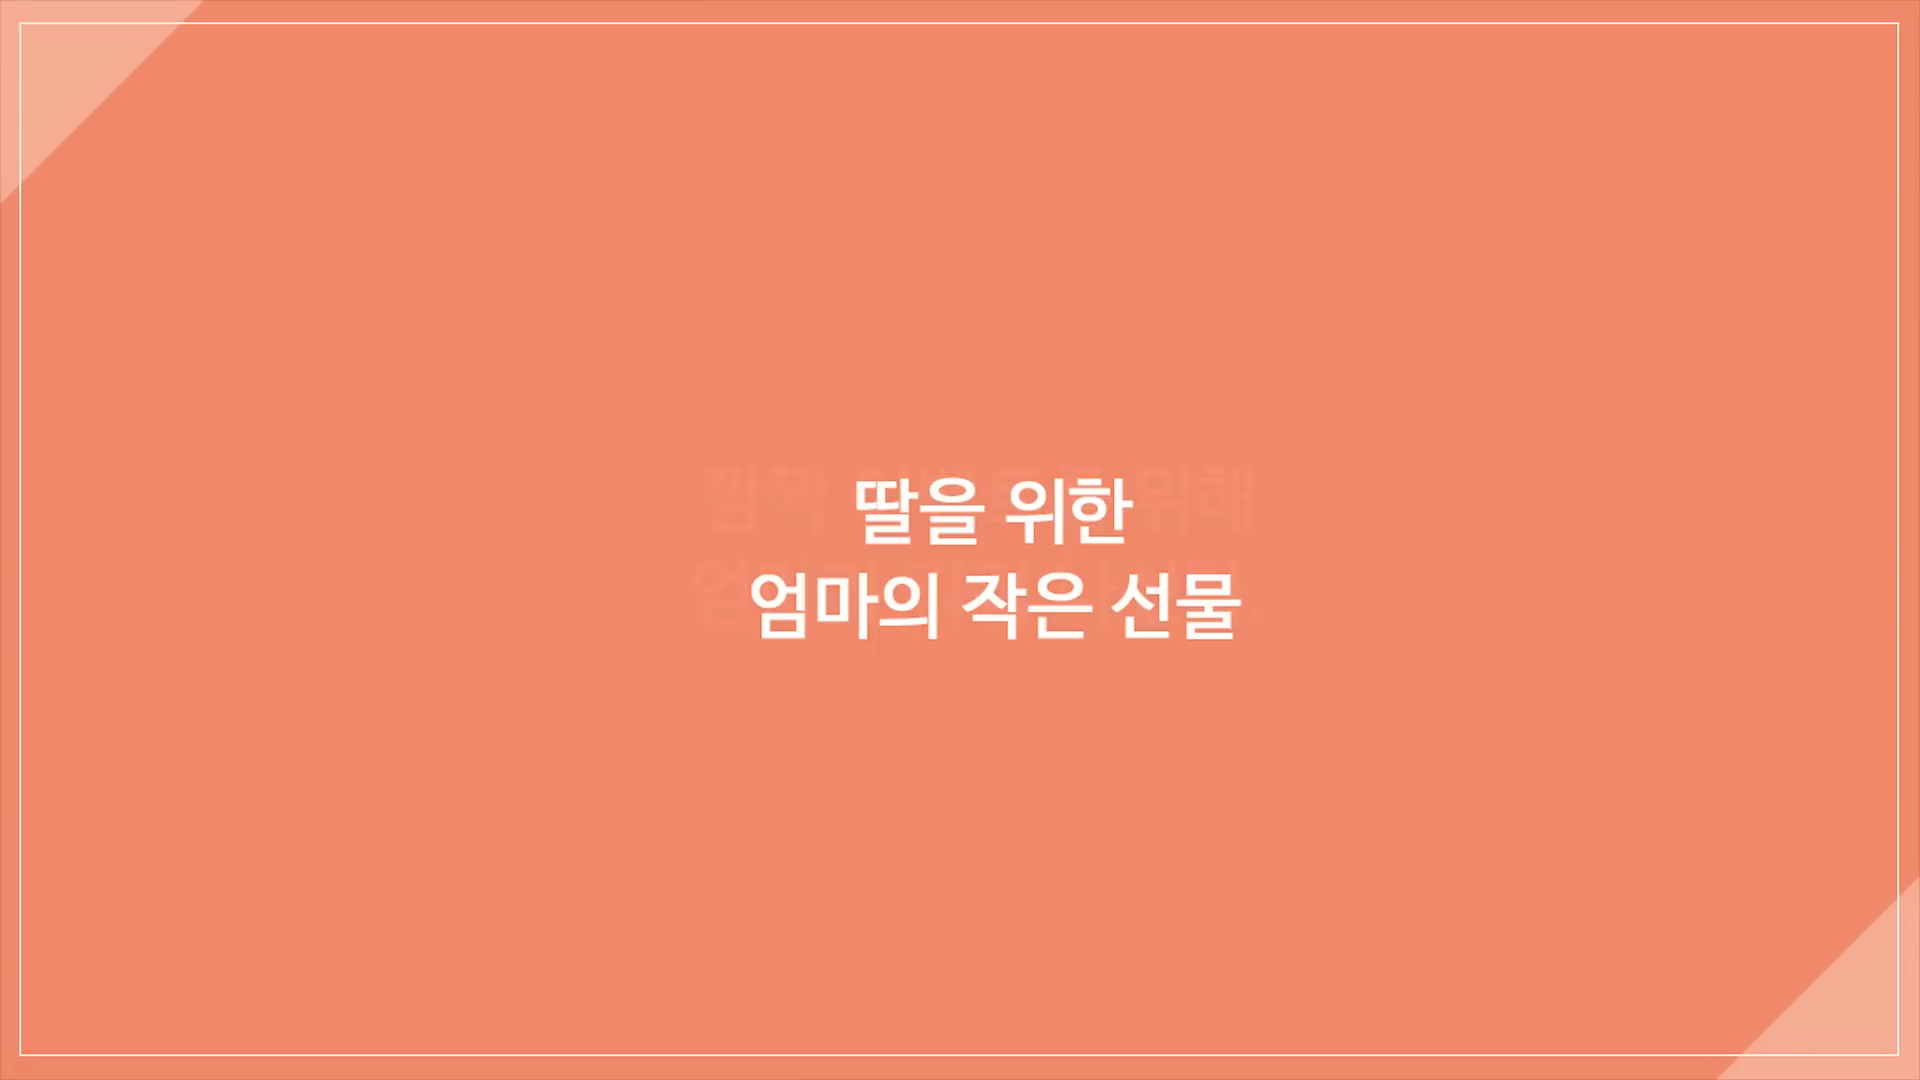 딸을 위한
엄마의 작은 선물